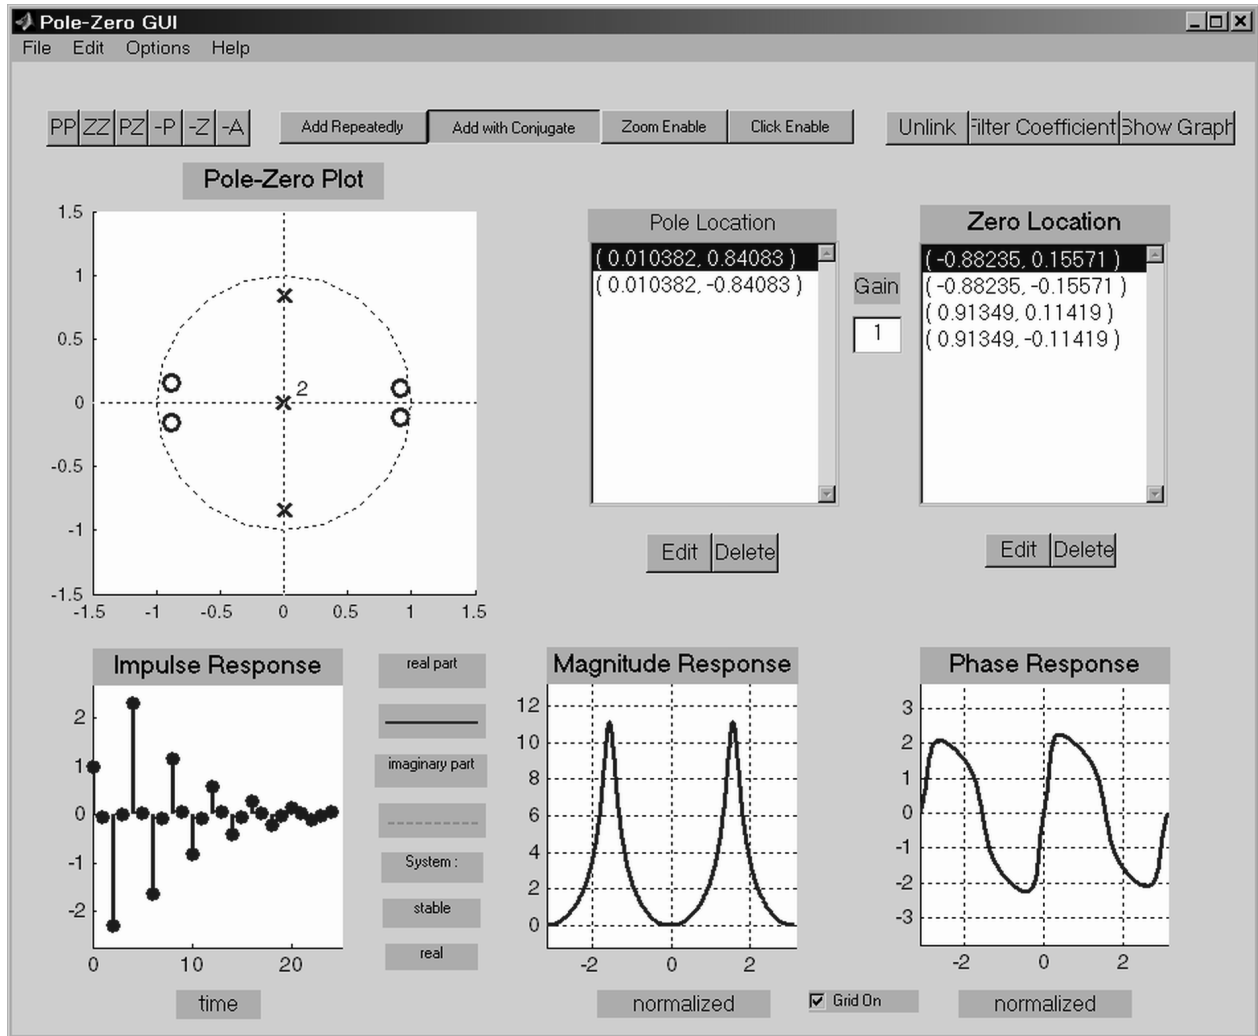 Pole-Zero GUI
File Edit Options Help
PP ZZ PZ -P -Z -A Add Repeatedly Add with Conjugate Zoom Enable Click Enable Unlink Filter Coefficient Show Graph
Pole-Zero Plot
1.5
1
0.5
0
-0.5
-1
-1.5
2
-1.5 -1 -0.5 0 0.5 1 1.5
Pole Location
( 0.010382, 0.84083 )
( 0.010382, -0.84083 )
Edit Delete
Gain
1
Zero Location
( -0.88235, 0.15571 )
( -0.88235, -0.15571 )
( 0.91349, 0.11419 )
( 0.91349, -0.11419 )
Edit Delete
Impulse Response
2
1
0
-1
-2
0 10 20
time
real part
imaginary part
System :
stable
real
Magnitude Response
12
10
8
6
4
2
0
-2 0 2
normalized
Grid On
Phase Response
3
2
1
0
-1
-2
-3
-2 0 2
normalized